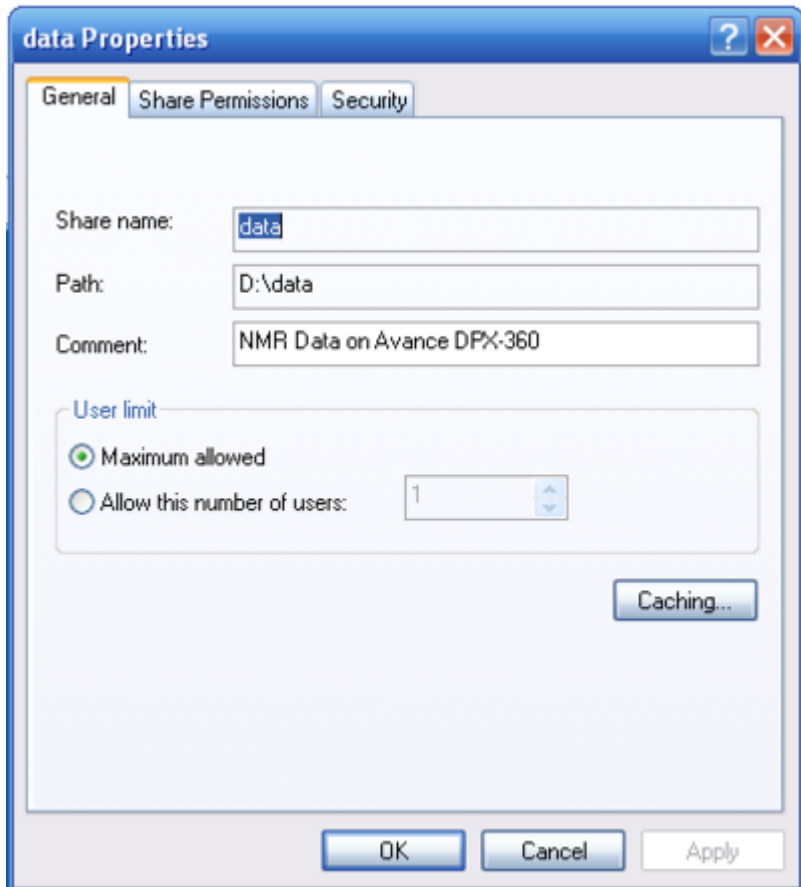 data Properties
General Share Permissions Security
Share name: data
Path: D:\data
Comment: NMR Data on Avance DPX-360
User limit
Maximum allowed
Allow this number of users: 1
Caching...
OK Cancel Apply